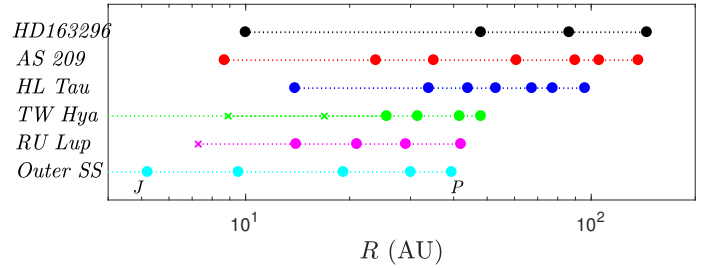 HD163296
AS 209
HL Tau
TW Hya
RU Lup
Outer SS
J P
10^1 10^2
R (AU)